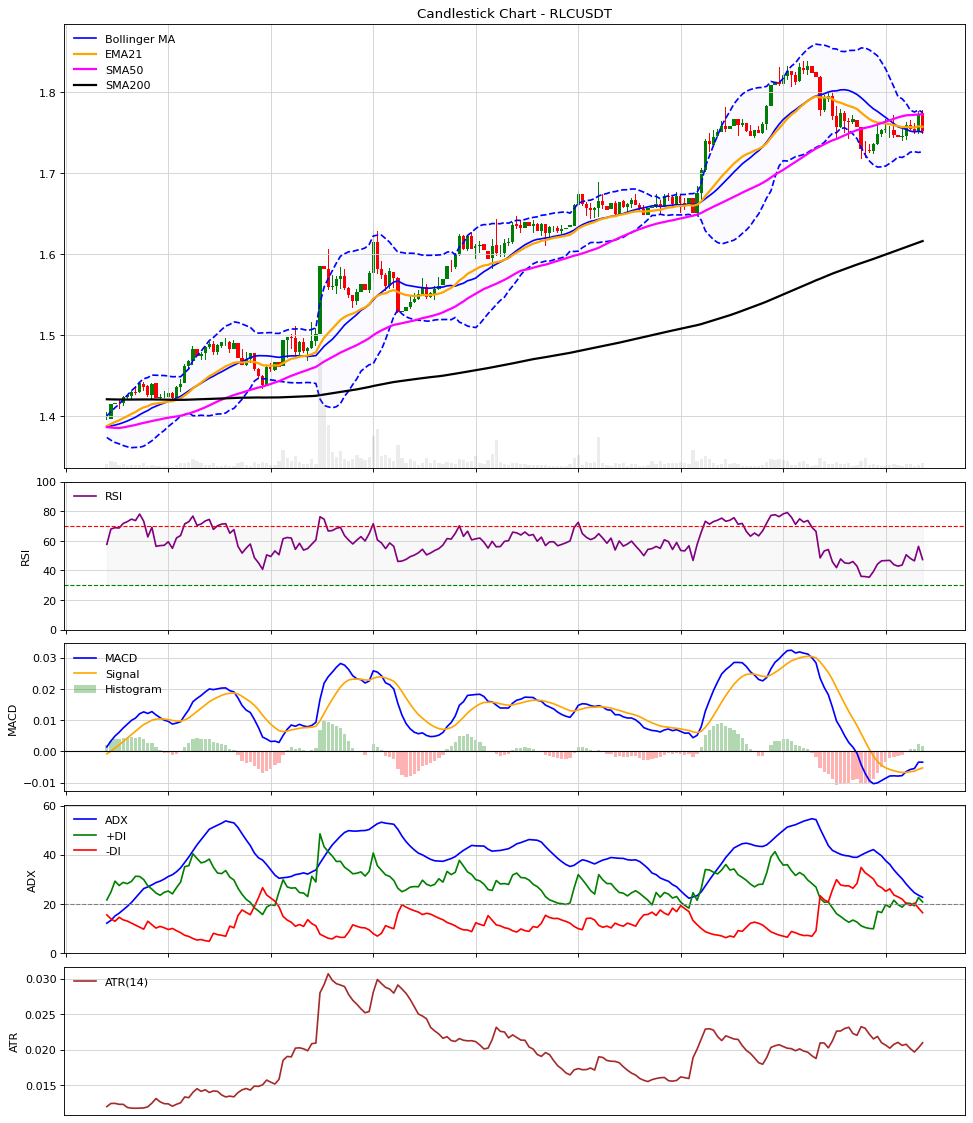 Candlestick Chart - RLCUSDT
Bollinger MA
EMA21
SMA50
SMA200
1.8
1.7
1.6
1.5
1.4
RSI
100
80
60
40
20
0
RSI
MACD
Signal
Histogram
0.03
0.02
0.01
0.00
−0.01
MACD
ADX
+DI
-DI
60
40
20
0
ADX
ATR(14)
0.030
0.025
0.020
0.015
ATR